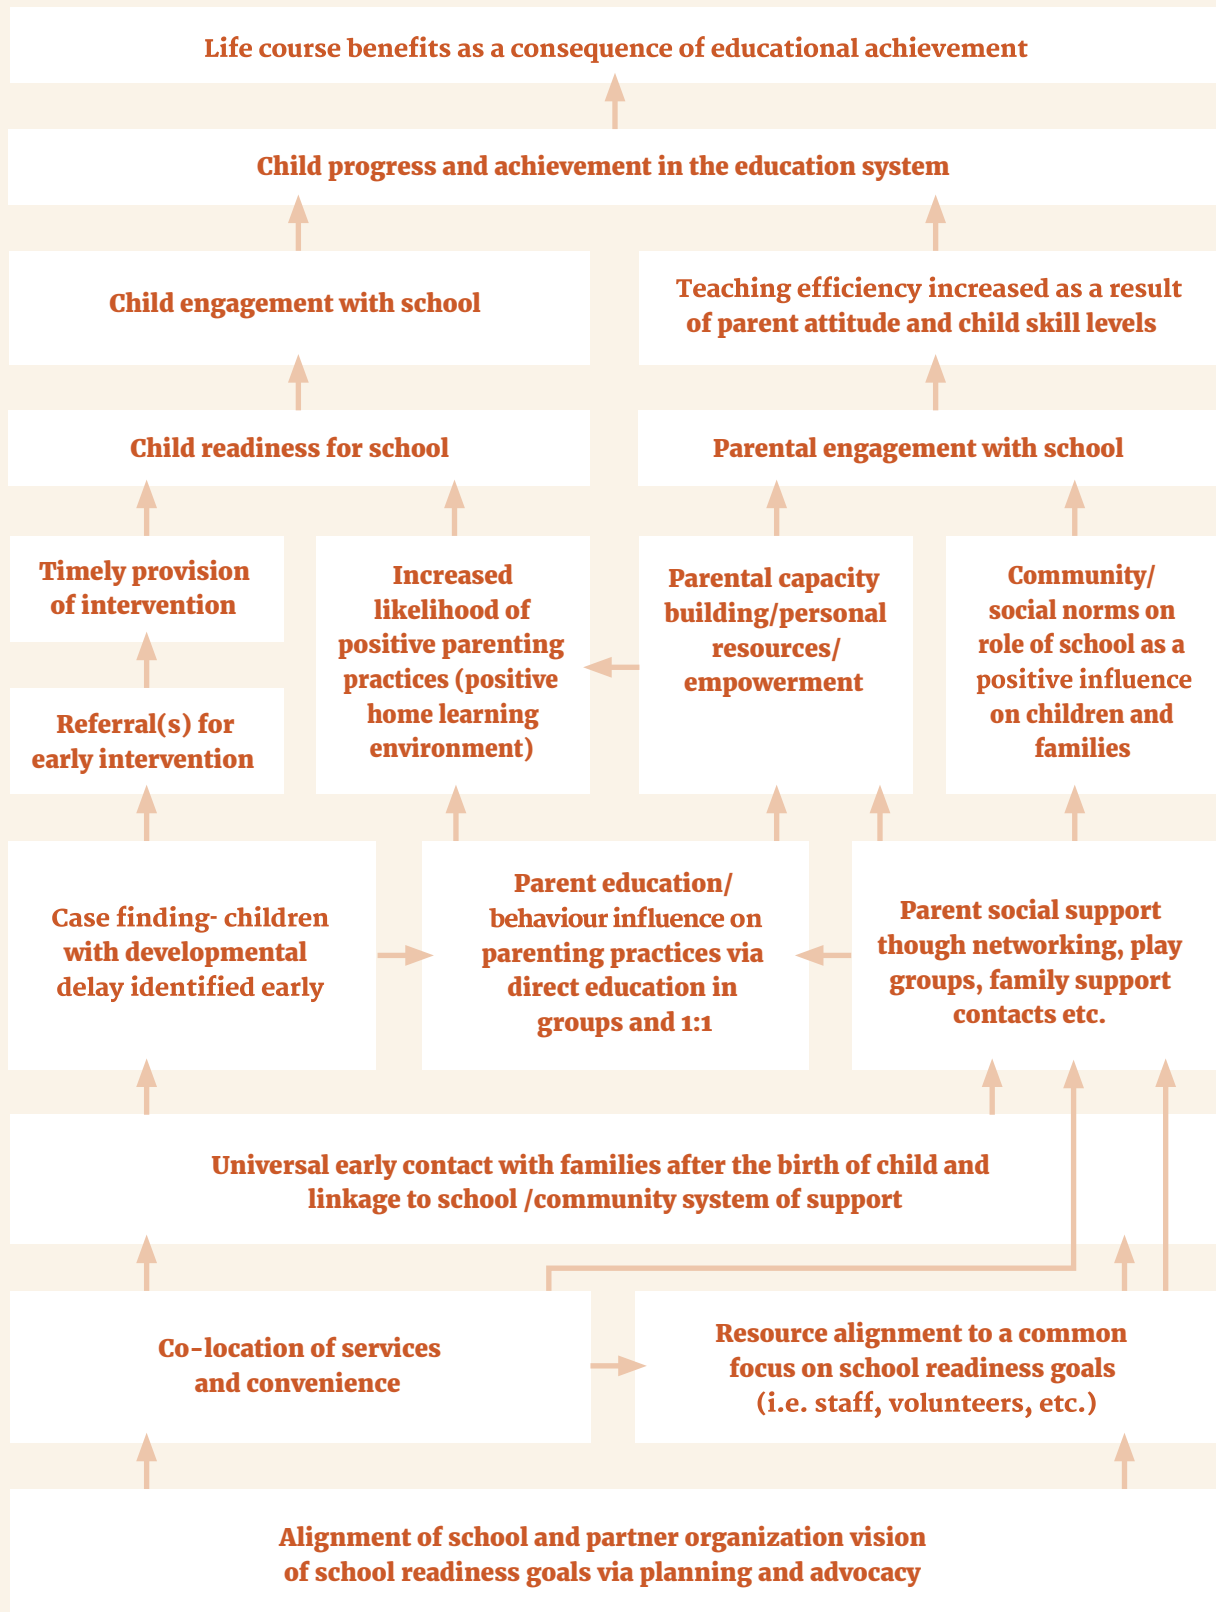 Life course benefits as a consequence of educational achievement
Child progress and achievement in the education system
Child engagement with school
Teaching efficiency increased as a result
of parent attitude and child skill levels
Child readiness for school
Parental engagement with school
Timely provision
of intervention
Referral(s) for
early intervention
Increased
likelihood of
positive parenting
practices (positive
home learning
environment)
Parental capacity
building/personal
resources/
empowerment
Community/
social norms on
role of school as a
positive influence
on children and
families
Case finding- children
with developmental
delay identified early
Parent education/
behaviour influence on
parenting practices via
direct education in
groups and 1:1
Parent social support
though networking, play
groups, family support
contacts etc.
Universal early contact with families after the birth of child and
linkage to school /community system of support
Co-location of services
and convenience
Resource alignment to a common
focus on school readiness goals
(i.e. staff, volunteers, etc.)
Alignment of school and partner organization vision
of school readiness goals via planning and advocacy